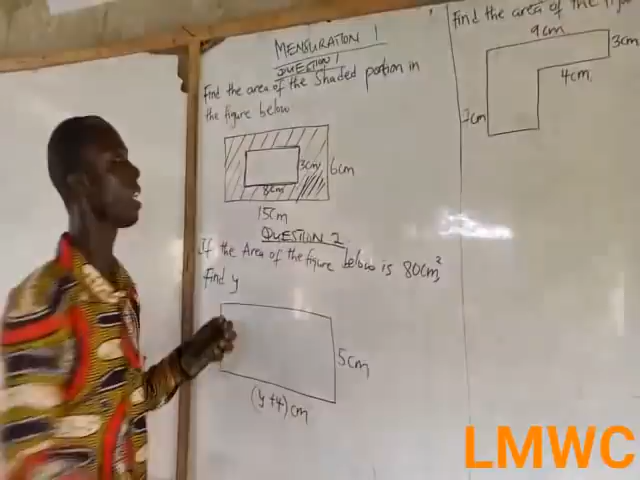 MENSURATION 1
QUESTION 1
Find the area of the Shaded portion in
the figure below
3cm
6cm
8cm
15cm
QUESTION 2
If the Area of the figure below is 80cm²,
Find y
5cm
(y+4)cm
Find the area of the
9cm
3cm
4cm
cm
LMWC